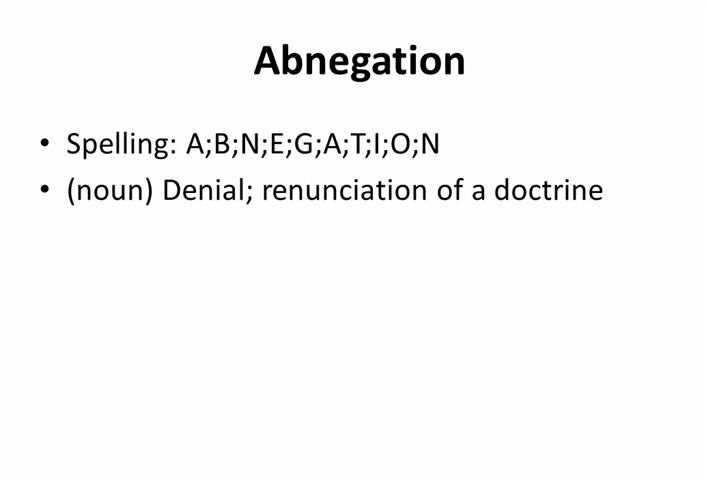 Abnegation
• Spelling: A;B;N;E;G;A;T;I;O;N
• (noun) Denial; renunciation of a doctrine